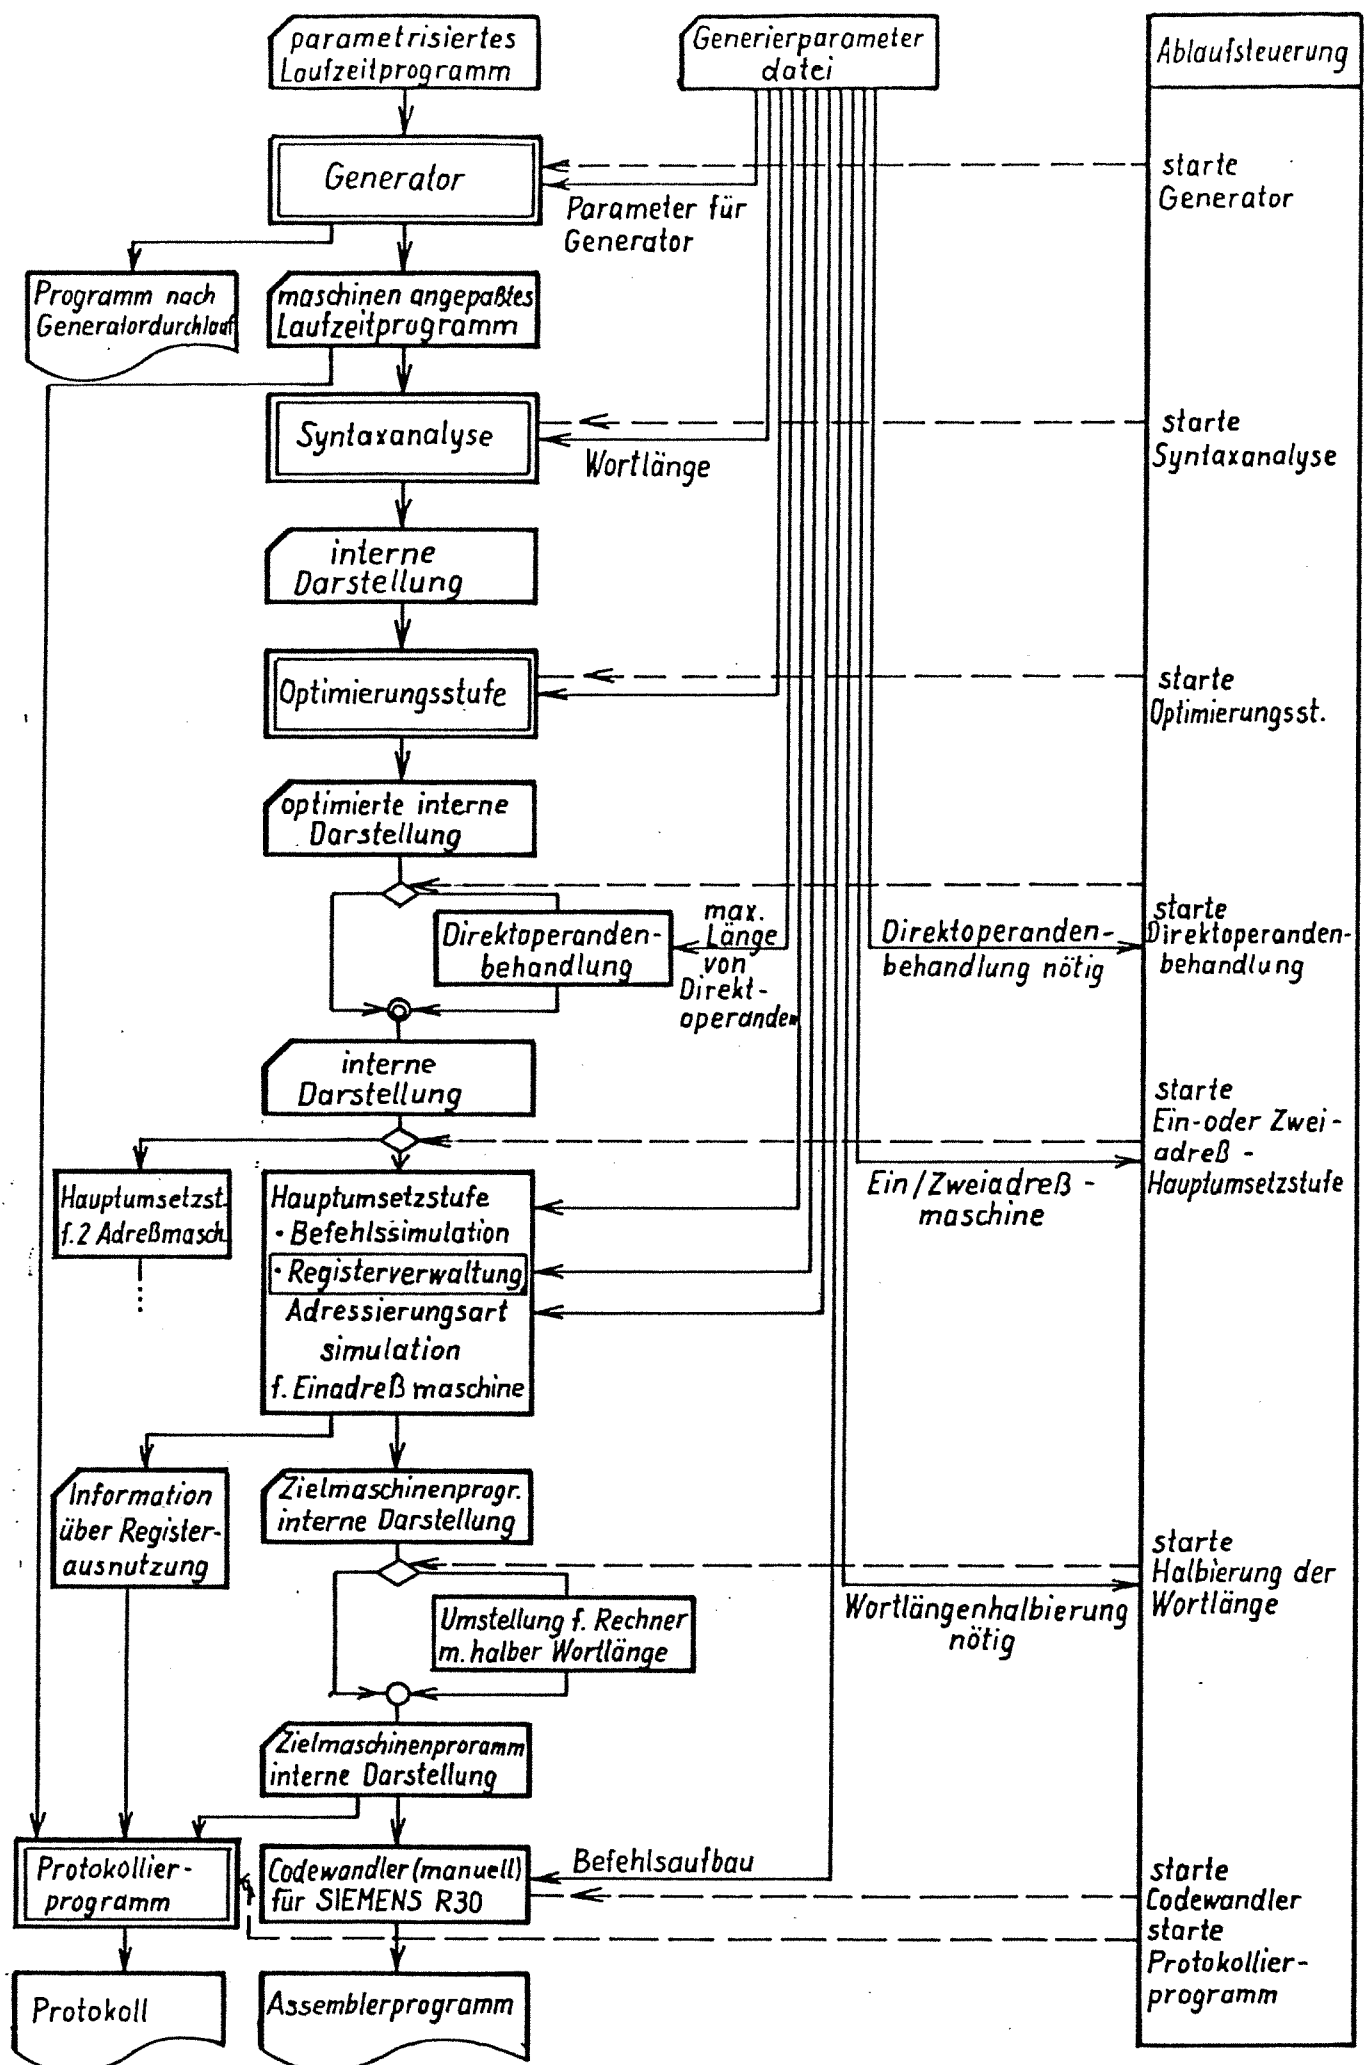 parametrisiertes
Laufzeitprogramm
Generierparameter
datei
Ablaufsteuerung
Generator
starte
Generator
Parameter für
Generator
Programm nach
Generatordurchlauf
maschinen angepaßtes
Laufzeitprogramm
Syntaxanalyse
Wortlänge
starte
Syntaxanalyse
interne
Darstellung
Optimierungsstufe
starte
Optimierungsst.
optimierte interne
Darstellung
Direktoperanden-
behandlung
max.
Länge
von
Direkt-
operanden
Direktoperanden-
behandlung nötig
starte
Direktoperanden-
behandlung
interne
Darstellung
starte
Ein-oder Zwei-
adreß-
Hauptumsetzstufe
Ein/Zweiadreß-
maschine
Hauptumsetzst.
f.2 Adreßmasch.
Hauptumsetzstufe
· Befehlssimulation
· Registerverwaltung
Adressierungsart
simulation
f. Einadreß maschine
Information
über Register-
ausnutzung
Zielmaschinenprogr.
interne Darstellung
starte
Halbierung der
Wortlänge
Wortlängenhalbierung
nötig
Umstellung f. Rechner
m. halber Wortlänge
Zielmaschinenproramm
interne Darstellung
Protokollier-
programm
Codewandler (manuell)
für SIEMENS R30
Befehlsaufbau
starte
Codewandler
starte
Protokollier-
programm
Protokoll
Assemblerprogramm